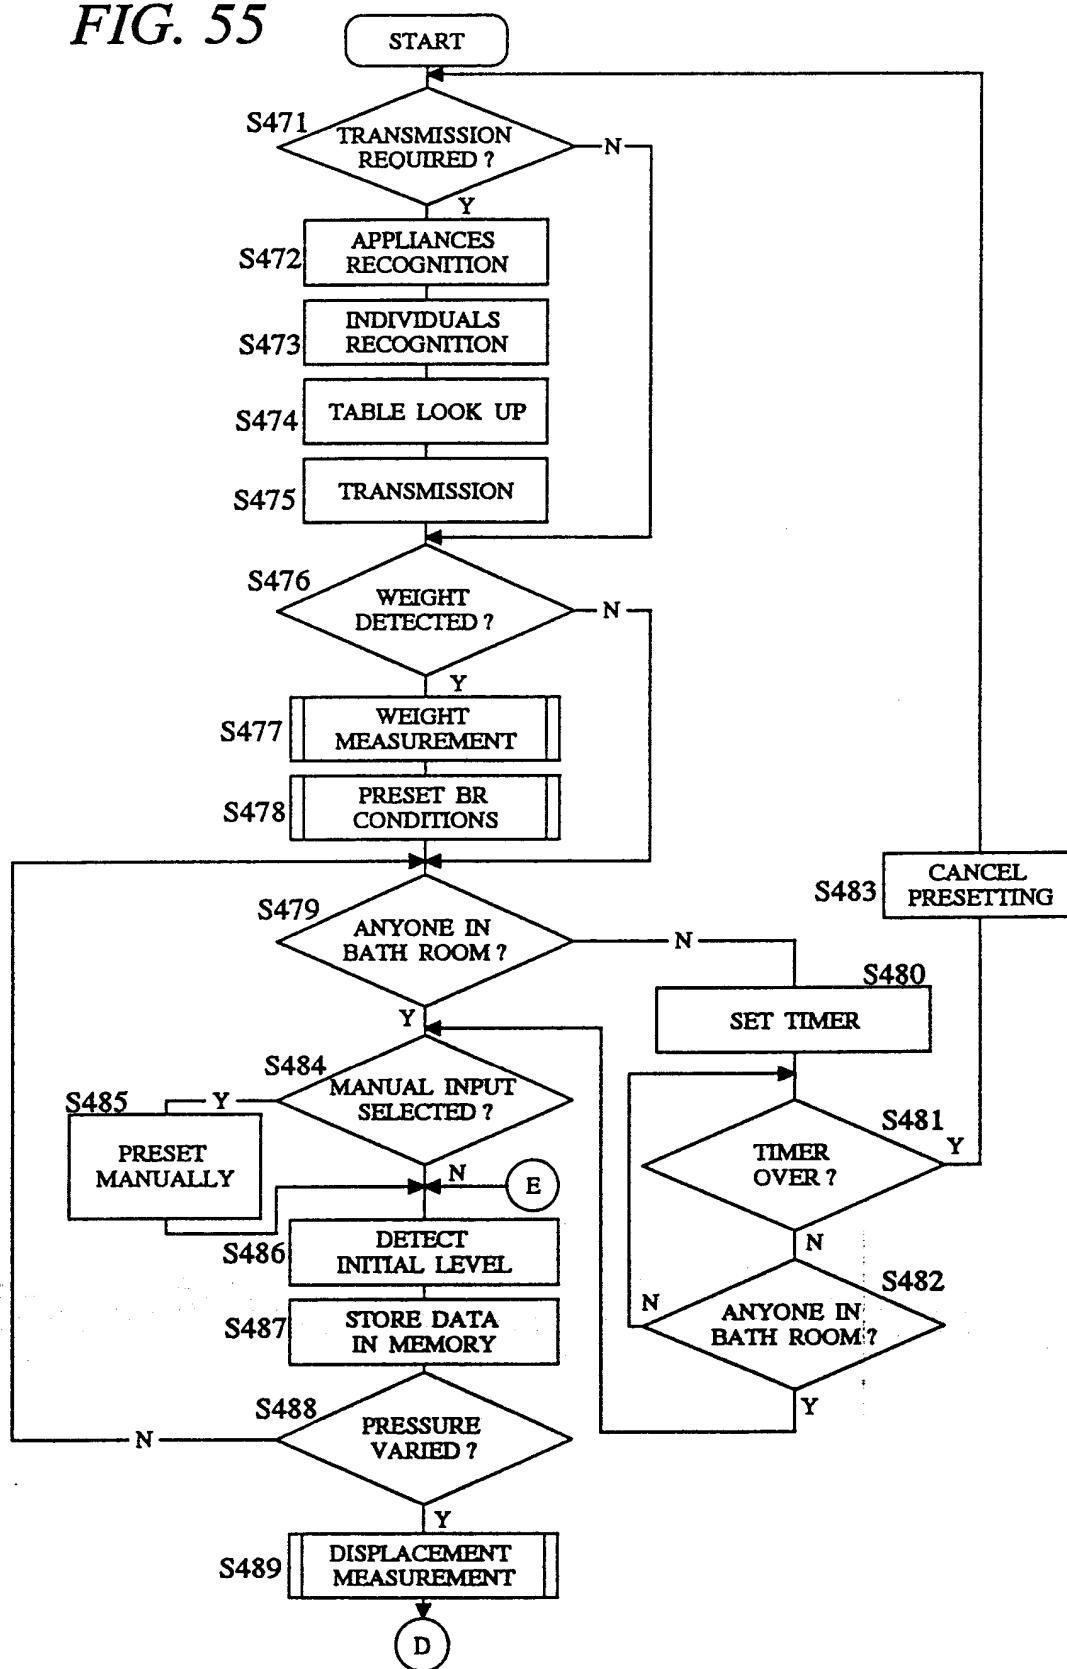 FIG. 55
START
S471
TRANSMISSION
REQUIRED ?
N
Y
S472
APPLIANCES
RECOGNITION
S473
INDIVIDUALS
RECOGNITION
S474
TABLE LOOK UP
S475
TRANSMISSION
S476
WEIGHT
DETECTED ?
N
Y
S477
WEIGHT
MEASUREMENT
S478
PRESET BR
CONDITIONS
S483
CANCEL
PRESETTING
S479
ANYONE IN
BATH ROOM ?
N
Y
S480
SET TIMER
S484
MANUAL INPUT
SELECTED ?
Y
N
S485
PRESET
MANUALLY
E
S481
TIMER
OVER ?
Y
N
S486
DETECT
INITIAL LEVEL
S482
ANYONE IN
BATH ROOM ?
N
Y
S487
STORE DATA
IN MEMORY
S488
PRESSURE
VARIED ?
N
Y
S489
DISPLACEMENT
MEASUREMENT
D